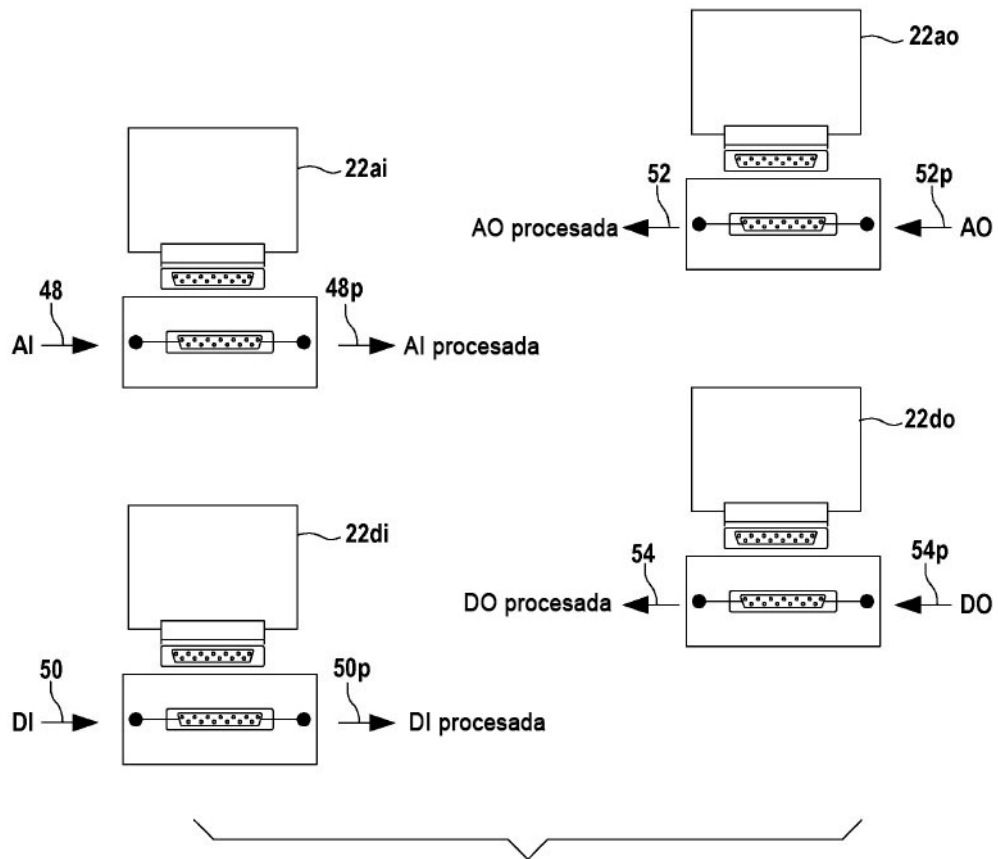 22ao
22ai
52
52p
AO procesada
AO
48
48p
AI
AI procesada
22do
22di
54
54p
DO procesada
DO
50
50p
DI
DI procesada